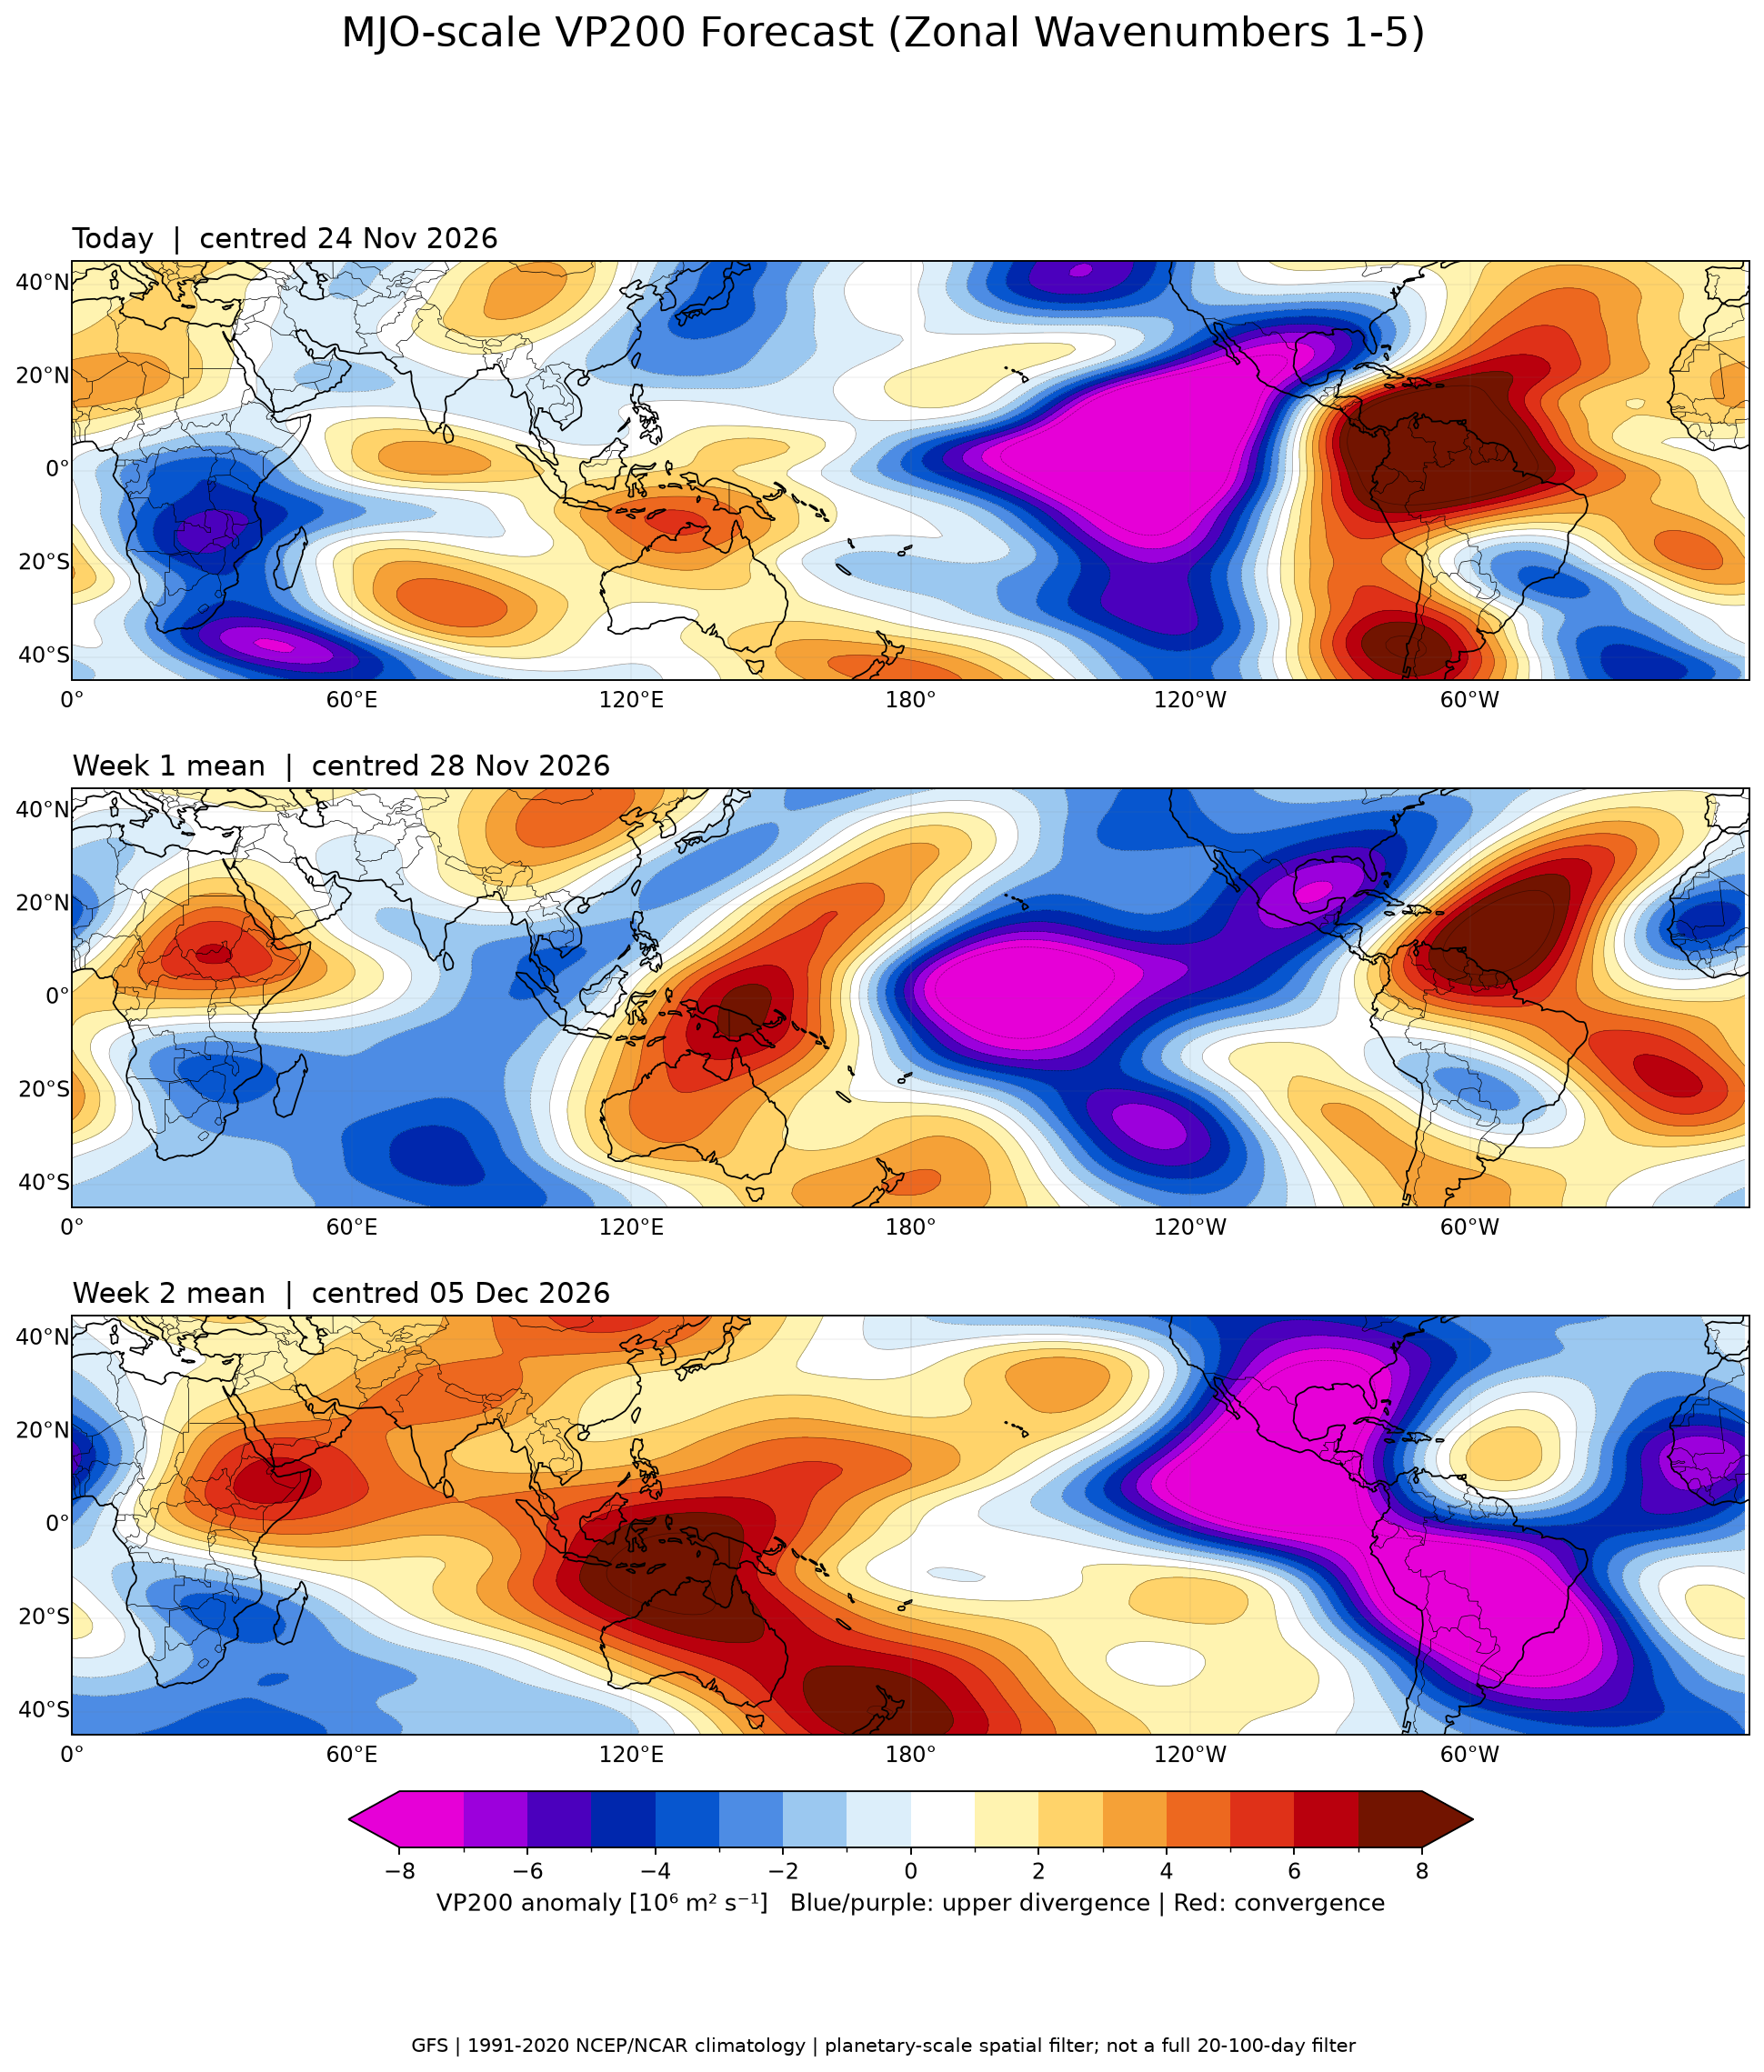 MJO-scale VP200 Forecast (Zonal Wavenumbers 1-5)
Today | centred 24 Nov 2026
40°N
20°N
0°
20°S
40°S
0° 60°E 120°E 180° 120°W 60°W
Week 1 mean | centred 28 Nov 2026
40°N
20°N
0°
20°S
40°S
0° 60°E 120°E 180° 120°W 60°W
Week 2 mean | centred 05 Dec 2026
40°N
20°N
0°
20°S
40°S
0° 60°E 120°E 180° 120°W 60°W
−8 −6 −4 −2 0 2 4 6 8
VP200 anomaly [10⁶ m² s⁻¹] Blue/purple: upper divergence | Red: convergence
GFS | 1991-2020 NCEP/NCAR climatology | planetary-scale spatial filter; not a full 20-100-day filter